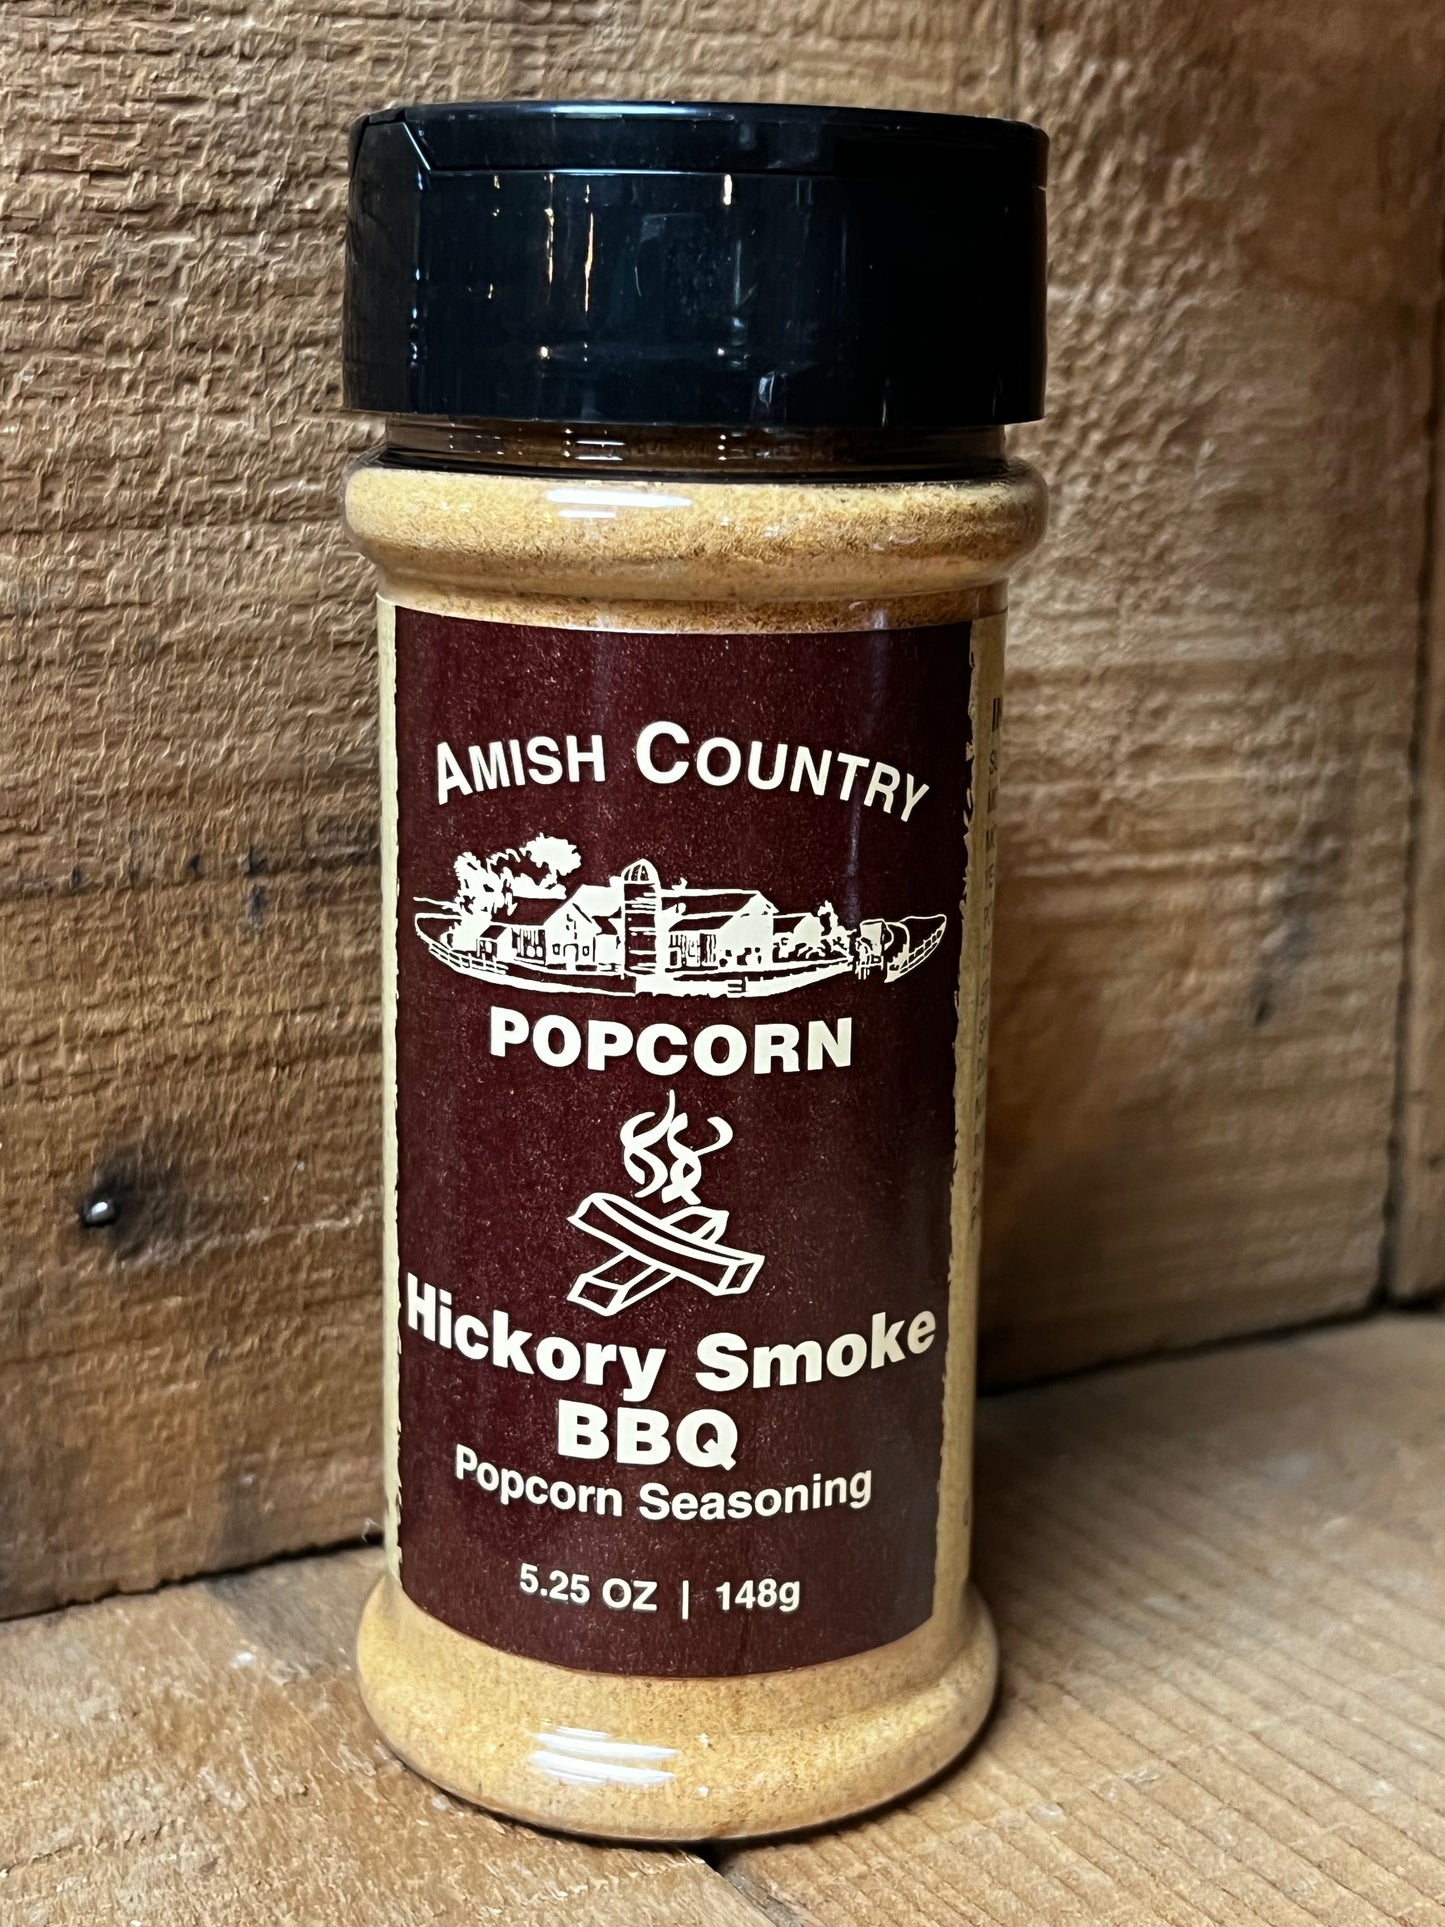 AMISH COUNTRY
POPCORN
Hickory Smoke
BBQ
Popcorn Seasoning
5.25 OZ | 148g